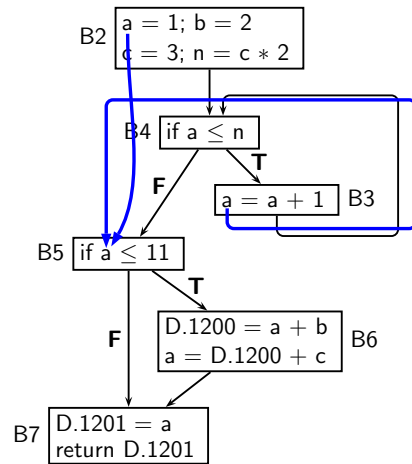 B2
a = 1; b = 2
c = 3; n = c * 2
B4
if a ≤ n
T
F
a = a + 1
B3
B5
if a ≤ 11
T
F
D.1200 = a + b
a = D.1200 + c
B6
B7
D.1201 = a
return D.1201